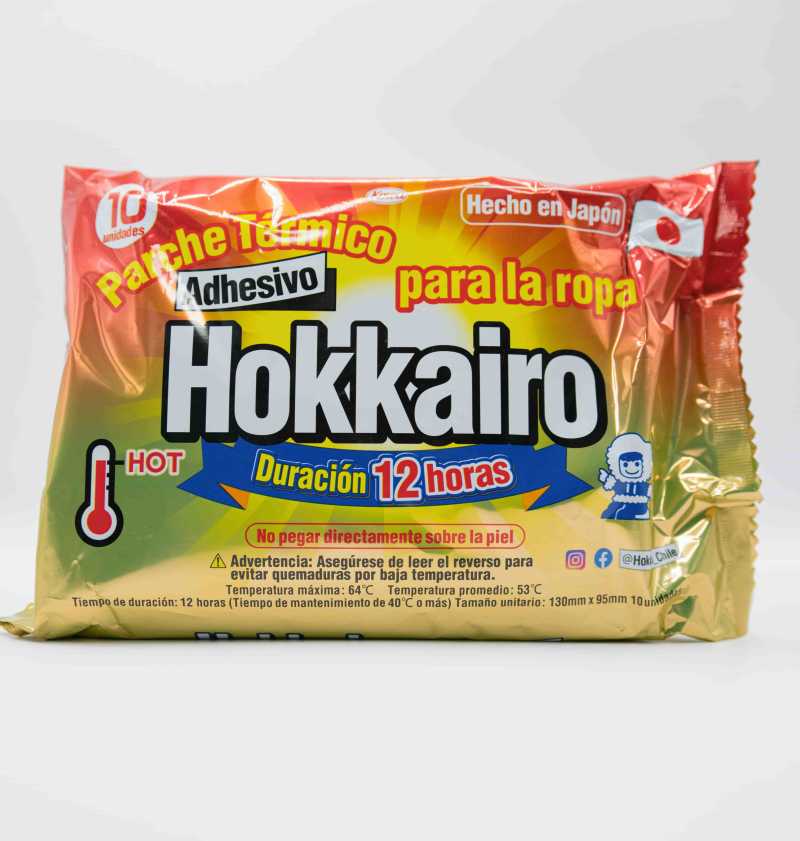 10
unidades
Hecho en Japón
Parche Térmico
Adhesivo
para la ropa
Hokkairo
HOT
Duración 12 horas
No pegar directamente sobre la piel
Advertencia: Asegúrese de leer el reverso para
evitar quemaduras por baja temperatura.
Temperatura máxima: 64℃ Temperatura promedio: 53℃
Tiempo de duración: 12 horas (Tiempo de mantenimiento de 40℃ o más) Tamaño unitario: 130mm x 95mm 10 unidades